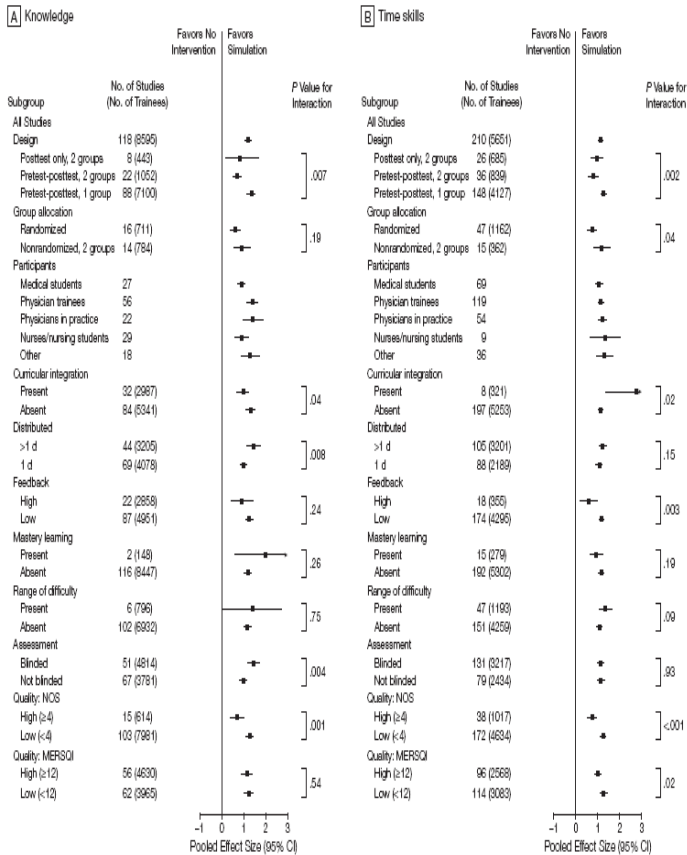 A Knowledge
Favors No Intervention
Favors Simulation
Subgroup
No. of Studies (No. of Trainees)
P Value for Interaction
All Studies
Design 118 (8595)
Posttest only, 2 groups 8 (443)
Pretest-posttest, 2 groups 22 (1052) .007
Pretest-posttest, 1 group 88 (7100)
Group allocation
Randomized 16 (711) .19
Nonrandomized, 2 groups 14 (784)
Participants
Medical students 27
Physician trainees 56
Physicians in practice 22
Nurses/nursing students 29
Other 18
Curricular integration
Present 32 (2987) .04
Absent 84 (5341)
Distributed
>1 d 44 (3205) .008
1 d 69 (4078)
Feedback
High 22 (2858) .24
Low 87 (4951)
Mastery learning
Present 2 (148) .26
Absent 116 (8447)
Range of difficulty
Present 6 (796) .75
Absent 102 (6932)
Assessment
Blinded 51 (4814) .004
Not blinded 67 (3781)
Quality: NOS
High (≥4) 15 (614) .001
Low (<4) 103 (7981)
Quality: MERSQI
High (≥12) 56 (4630) .54
Low (<12) 62 (3965)
–1 0 1 2 3
Pooled Effect Size (95% CI)
B Time skills
Favors No Intervention
Favors Simulation
Subgroup
No. of Studies (No. of Trainees)
P Value for Interaction
All Studies
Design 210 (5651)
Posttest only, 2 groups 26 (685)
Pretest-posttest, 2 groups 36 (839) .002
Pretest-posttest, 1 group 148 (4127)
Group allocation
Randomized 47 (1162) .04
Nonrandomized, 2 groups 15 (362)
Participants
Medical students 69
Physician trainees 119
Physicians in practice 54
Nurses/nursing students 9
Other 36
Curricular integration
Present 8 (321) .02
Absent 197 (5253)
Distributed
>1 d 105 (3201) .15
1 d 88 (2189)
Feedback
High 18 (355) .003
Low 174 (4295)
Mastery learning
Present 15 (279) .19
Absent 192 (5302)
Range of difficulty
Present 47 (1193) .09
Absent 151 (4259)
Assessment
Blinded 131 (3217) .93
Not blinded 79 (2434)
Quality: NOS
High (≥4) 38 (1017) <.001
Low (<4) 172 (4634)
Quality: MERSQI
High (≥12) 96 (2568) .02
Low (<12) 114 (3083)
–1 0 1 2 3
Pooled Effect Size (95% CI)